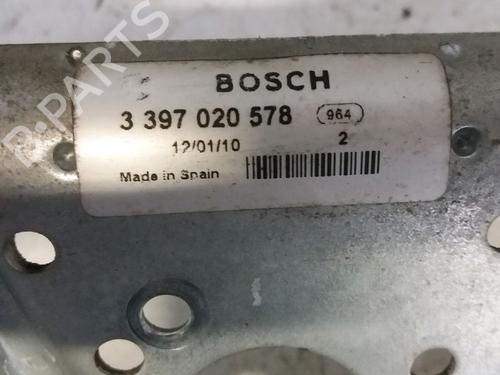 BOSCH
3 397 020 578 964
12/01/10 2
Made in Spain
B-PARTS